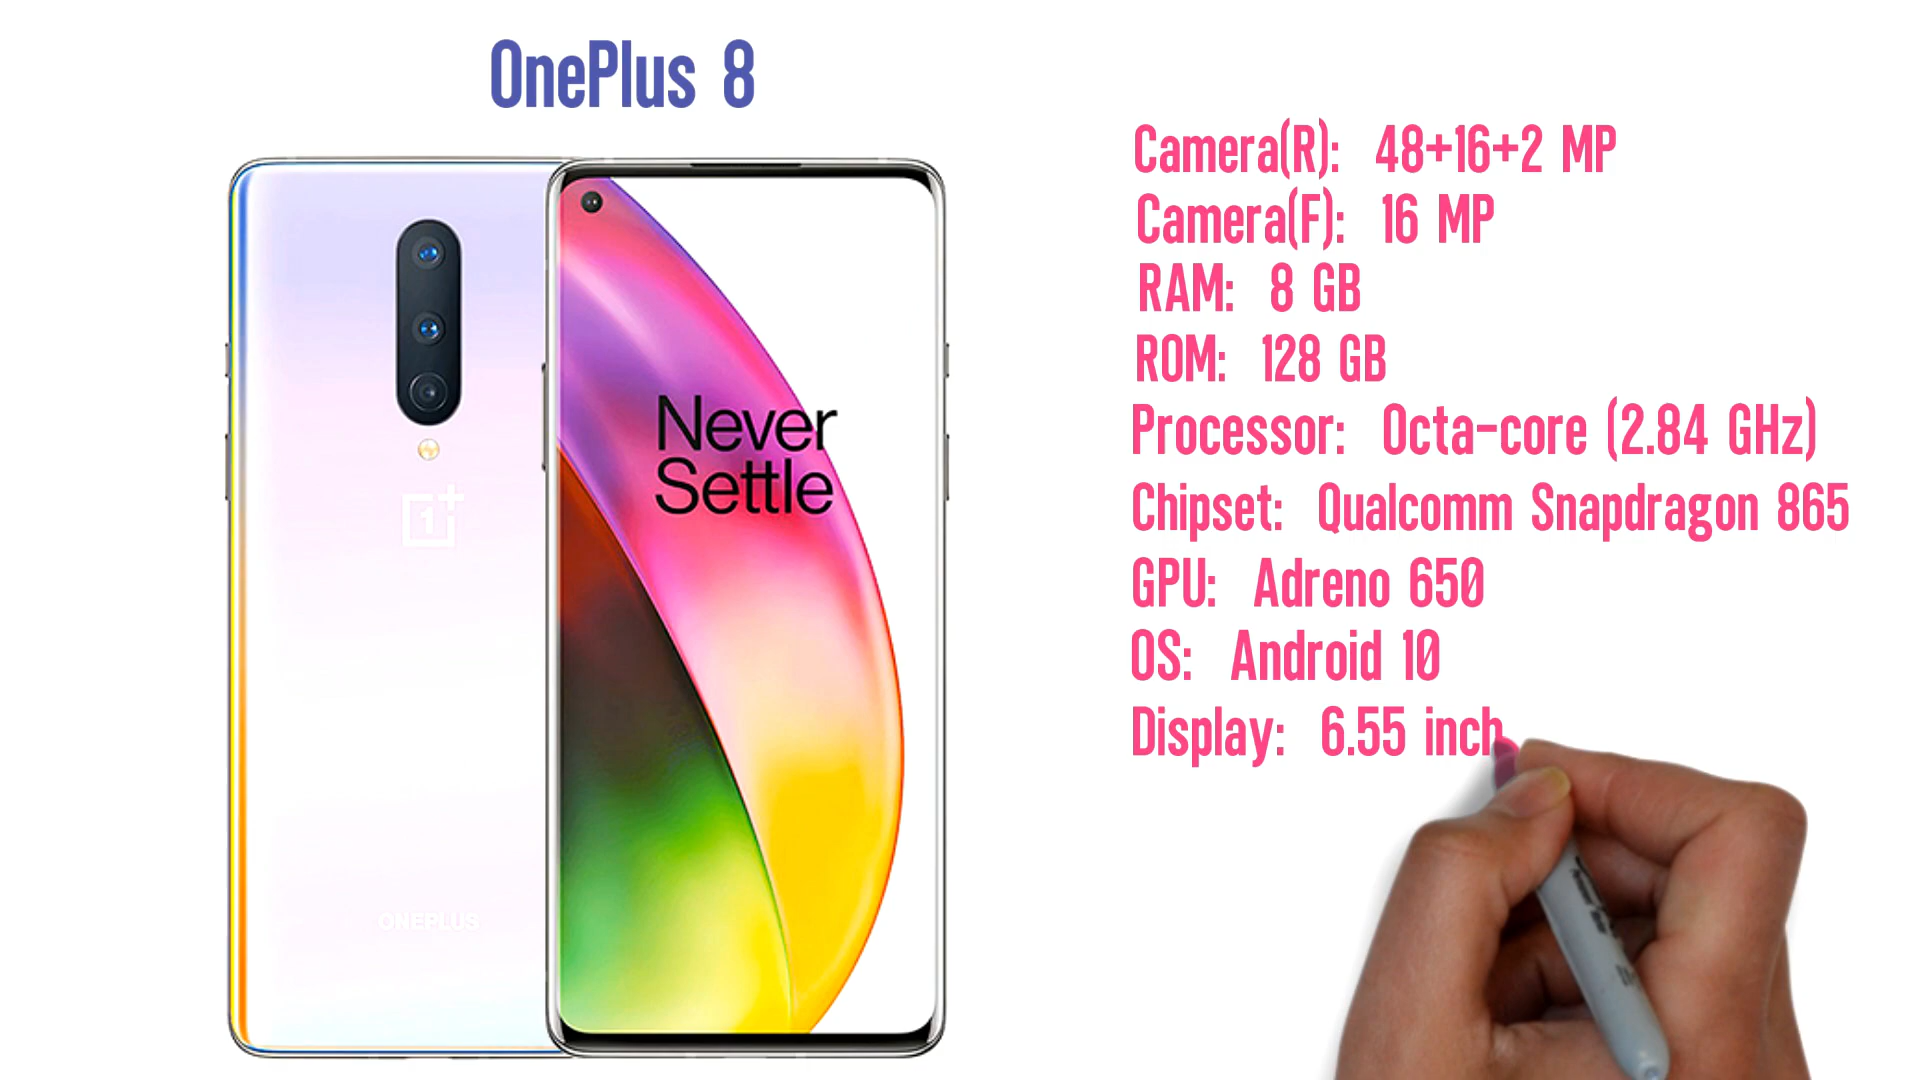 OnePlus 8
Camera(R): 48+16+2 MP
Camera(F): 16 MP
RAM: 8 GB
ROM: 128 GB
Processor: Octa-core (2.84 GHz)
Chipset: Qualcomm Snapdragon 865
GPU: Adreno 650
OS: Android 10
Display: 6.55 inch
Never
Settle
1+
ONEPLUS